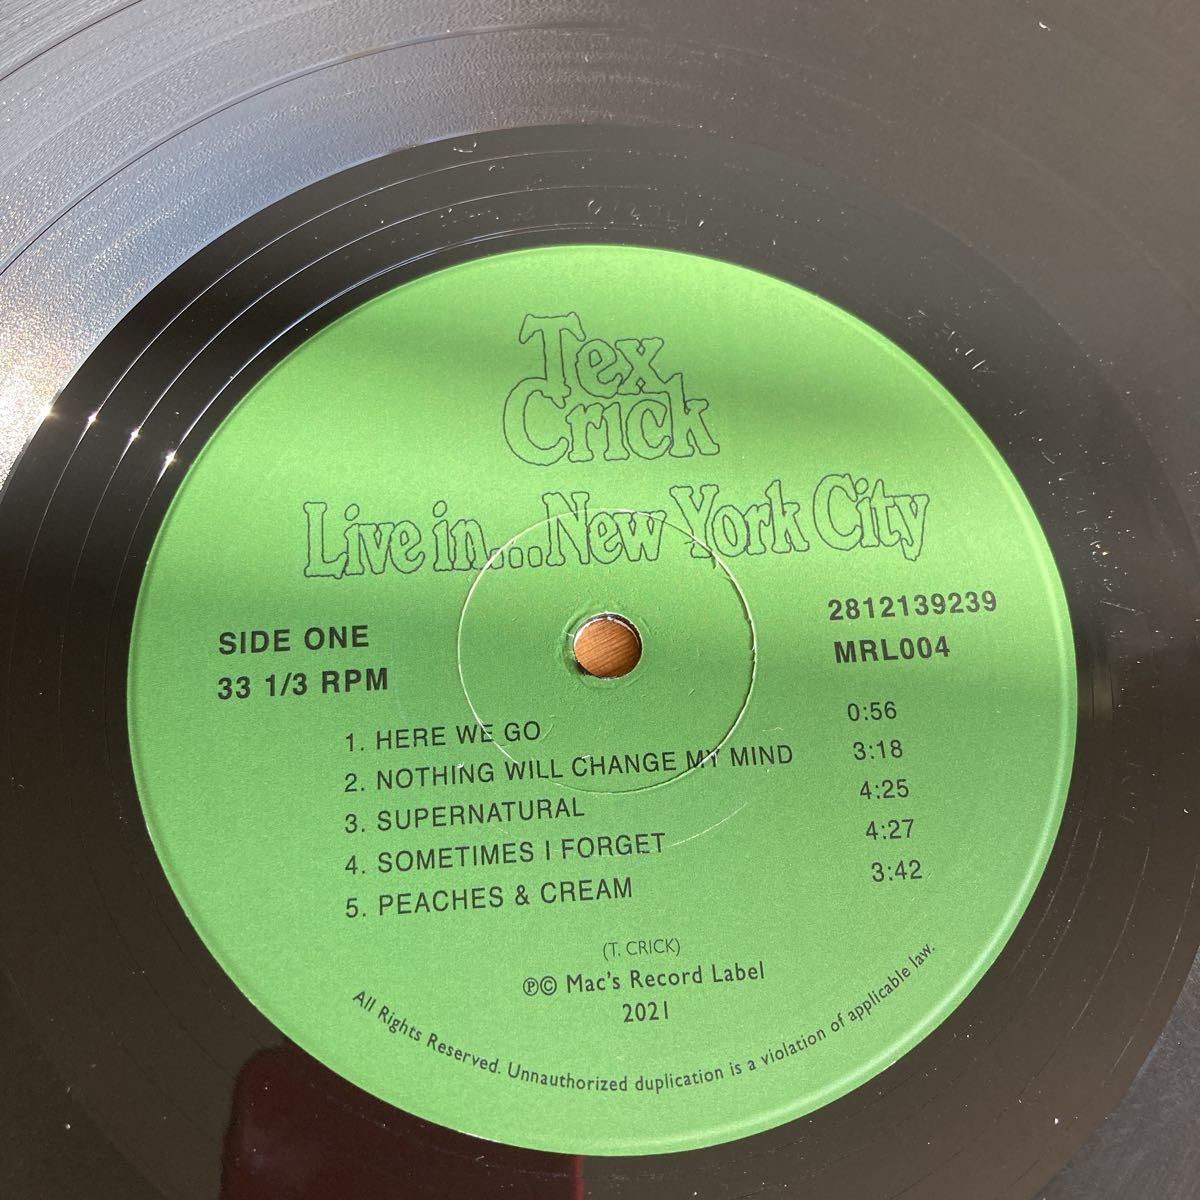 Tex
Crick
Live in...New York City
SIDE ONE
33 1/3 RPM
2812139239
MRL004
1. HERE WE GO 0:56
2. NOTHING WILL CHANGE MY MIND 3:18
3. SUPERNATURAL 4:25
4. SOMETIMES I FORGET 4:27
5. PEACHES & CREAM 3:42
(T. CRICK)
℗© Mac's Record Label
2021
All Rights Reserved. Unnauthorized duplication is a violation of applicable law.